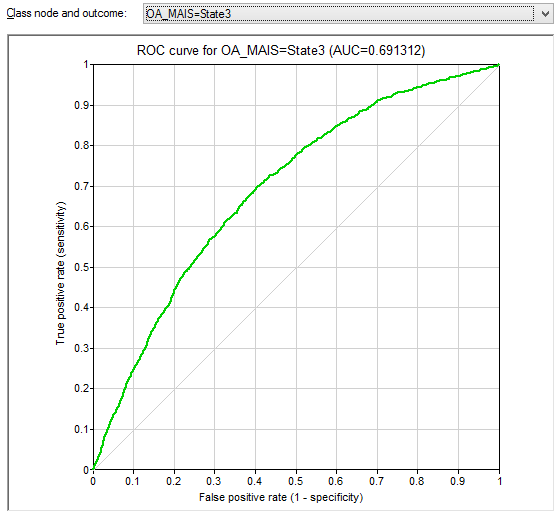 Class node and outcome: OA_MAIS=State3
ROC curve for OA_MAIS=State3 (AUC=0.691312)
True positive rate (sensitivity)
1
0.9
0.8
0.7
0.6
0.5
0.4
0.3
0.2
0.1
0
0 0.1 0.2 0.3 0.4 0.5 0.6 0.7 0.8 0.9 1
False positive rate (1 - specificity)